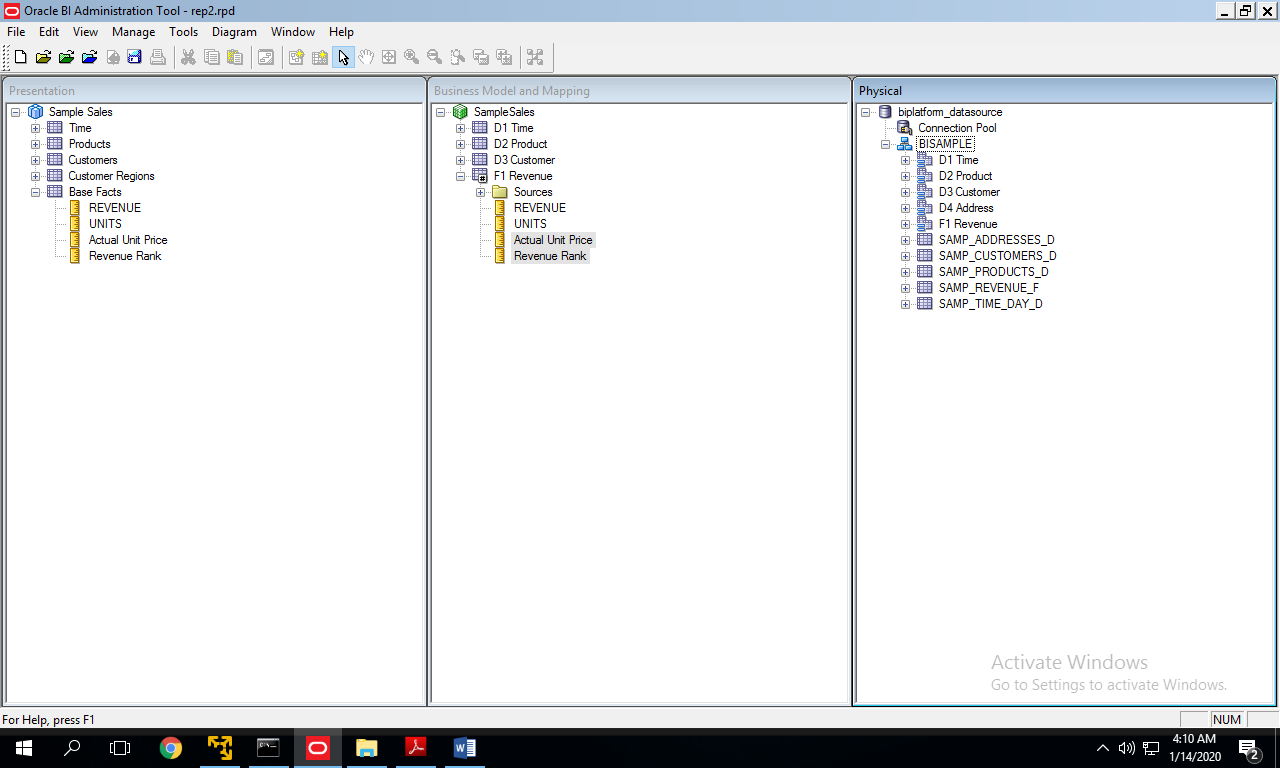 Oracle BI Administration Tool - rep2.rpd
File Edit View Manage Tools Diagram Window Help
Presentation
Sample Sales
Time
Products
Customers
Customer Regions
Base Facts
REVENUE
UNITS
Actual Unit Price
Revenue Rank
Business Model and Mapping
SampleSales
D1 Time
D2 Product
D3 Customer
F1 Revenue
Sources
REVENUE
UNITS
Actual Unit Price
Revenue Rank
Physical
biplatform_datasource
Connection Pool
BISAMPLE
D1 Time
D2 Product
D3 Customer
D4 Address
F1 Revenue
SAMP_ADDRESSES_D
SAMP_CUSTOMERS_D
SAMP_PRODUCTS_D
SAMP_REVENUE_F
SAMP_TIME_DAY_D
Activate Windows
Go to Settings to activate Windows.
For Help, press F1
NUM
4:10 AM
1/14/2020
2